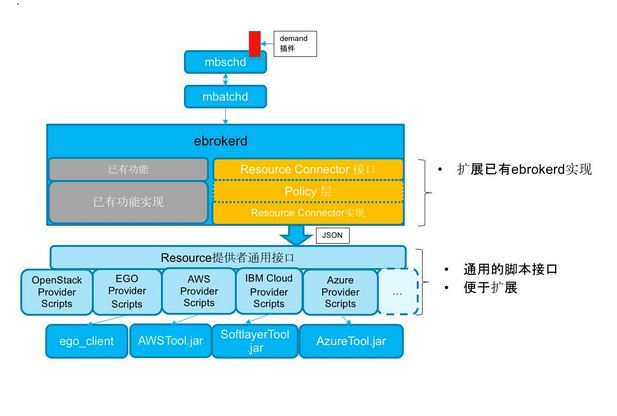 demand
插件
mbschd
mbatchd
ebrokerd
已有功能
Resource Connector 接口
已有功能实现
Policy 层
Resource Connector实现
• 扩展已有ebrokerd实现
JSON
Resource提供者通用接口
OpenStack
Provider
Scripts
EGO
Provider
Scripts
AWS
Provider
Scripts
IBM Cloud
Provider
Scripts
Azure
Provider
Scripts
...
• 通用的脚本接口
• 便于扩展
ego_client
AWSTool.jar
SoftlayerTool
.jar
AzureTool.jar